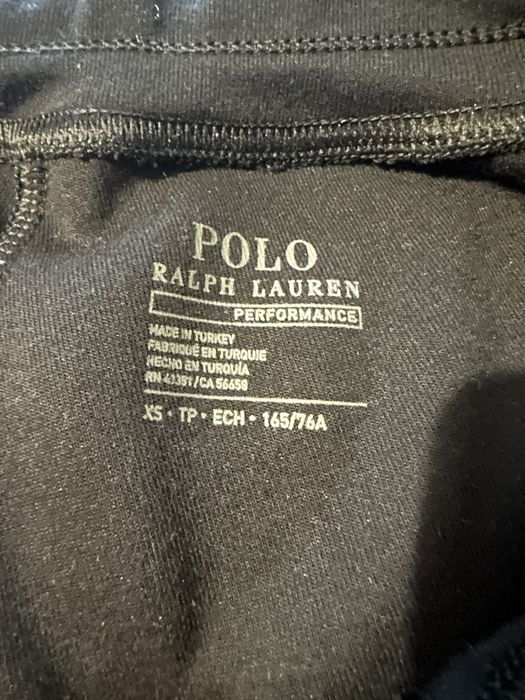 POLO
RALPH LAUREN
PERFORMANCE
MADE IN TURKEY
FABRIQUÉ EN TURQUIE
HECHO EN TURQUÍA
RN 41381/CA 56658
XS • TP • ECH • 165/76A